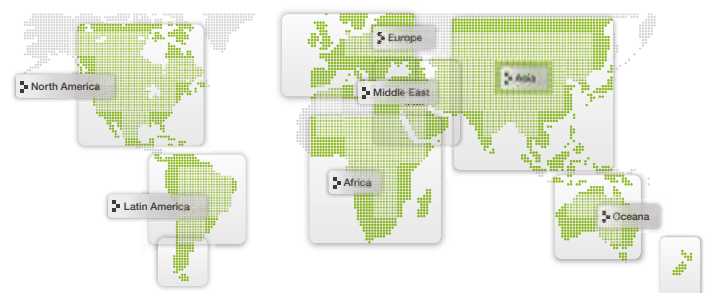 Europe
Asia
North America
Middle East
Africa
Latin America
Oceana